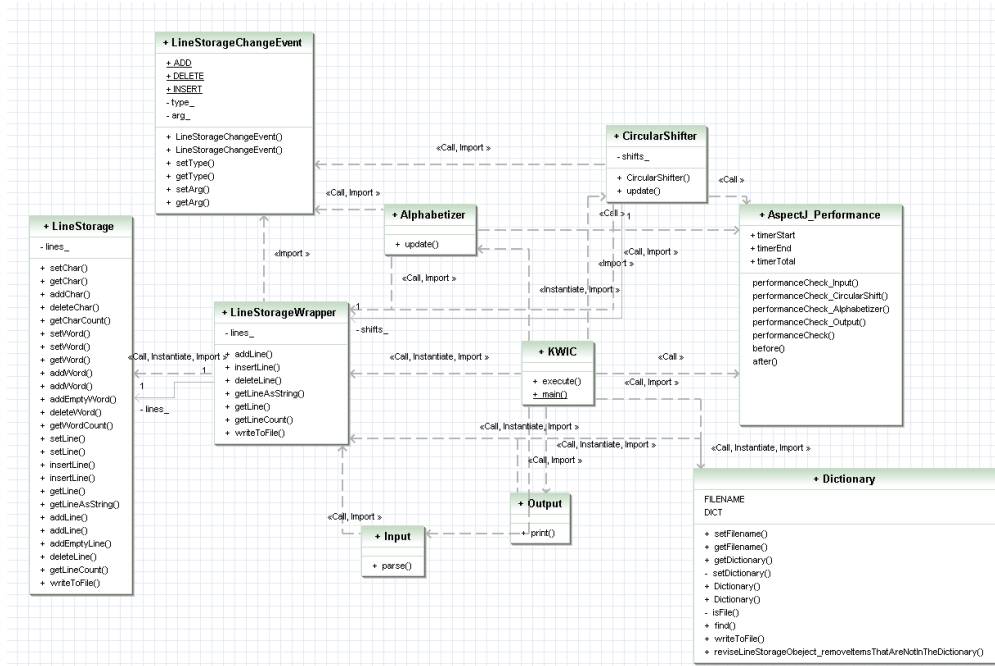 + LineStorageChangeEvent
+ ADD
+ DELETE
+ INSERT
- type_
- arg_
+ LineStorageChangeEvent()
+ LineStorageChangeEvent()
+ setType()
+ getType()
+ setArg()
+ getArg()
+ CircularShifter
- shifts_
+ CircularShifter()
+ update()
«Call, Import »
«Call »
«Call, Import »
+ Alphabetizer
+ update()
«Call »
1
+ AspectJ_Performance
+ timerStart
+ timerEnd
+ timerTotal
performanceCheck_Input()
performanceCheck_CircularShift()
performanceCheck_Alphabetizer()
performanceCheck_Output()
performanceCheck()
before()
after()
+ LineStorage
- lines_
+ setChar()
+ getChar()
+ addChar()
+ deleteChar()
+ getCharCount()
+ setWord()
+ setWord()
+ getWord()
+ addWord()
+ addWord()
+ addEmptyWord()
+ deleteWord()
+ getWordCount()
+ setLine()
+ setLine()
+ insertLine()
+ insertLine()
+ getLine()
+ getLineAsString()
+ addLine()
+ addLine()
+ addEmptyLine()
+ deleteLine()
+ getLineCount()
+ writeToFile()
«Import »
«Call, Import »
«Call, Import »
«Import »
«Instantiate, Import »
+ LineStorageWrapper
- lines_
+ addLine()
+ insertLine()
+ deleteLine()
+ getLineAsString()
+ getLine()
+ getLineCount()
+ writeToFile()
1
- shifts_
«Call, Instantiate, Import »
1
1
- lines_
«Call, Instantiate, Import »
+ KWIC
+ execute()
+ main()
«Call »
«Call, Import »
«Call, Instantiate, Import »
«Call, Instantiate, Import »
«Call, Import »
«Call, Instantiate, Import »
+ Output
+ print()
«Call, Import »
+ Input
+ parse()
+ Dictionary
FILENAME
DICT
+ setFilename()
+ getFilename()
+ getDictionary()
- setDictionary()
+ Dictionary()
+ Dictionary()
- isFile()
+ find()
+ writeToFile()
+ reviseLineStorageObeject_removeItemsThatAreNotInTheDictionary()